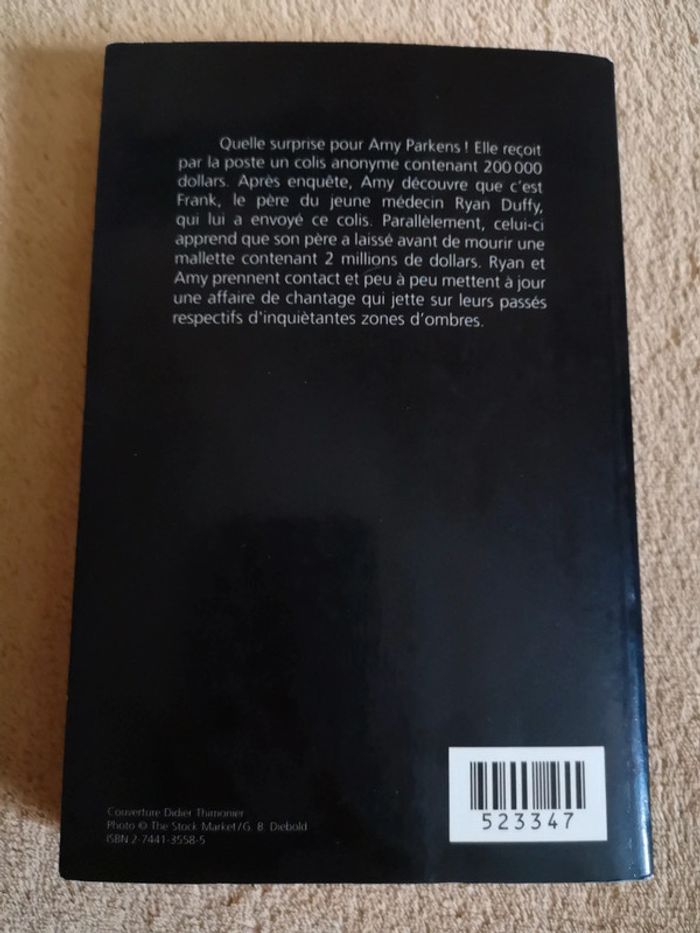 Quelle surprise pour Amy Parkens ! Elle reçoit
par la poste un colis anonyme contenant 200 000
dollars. Après enquête, Amy découvre que c'est
Frank, le père du jeune médecin Ryan Duffy,
qui lui a envoyé ce colis. Parallèlement, celui-ci
apprend que son père a laissé avant de mourir une
mallette contenant 2 millions de dollars. Ryan et
Amy prennent contact et peu à peu mettent à jour
une affaire de chantage qui jette sur leurs passés
respectifs d'inquiètantes zones d'ombres.
Couverture Didier Thimonier
Photo © The Stock Market/G. B. Diebold
ISBN 2-7441-3558-5
523347